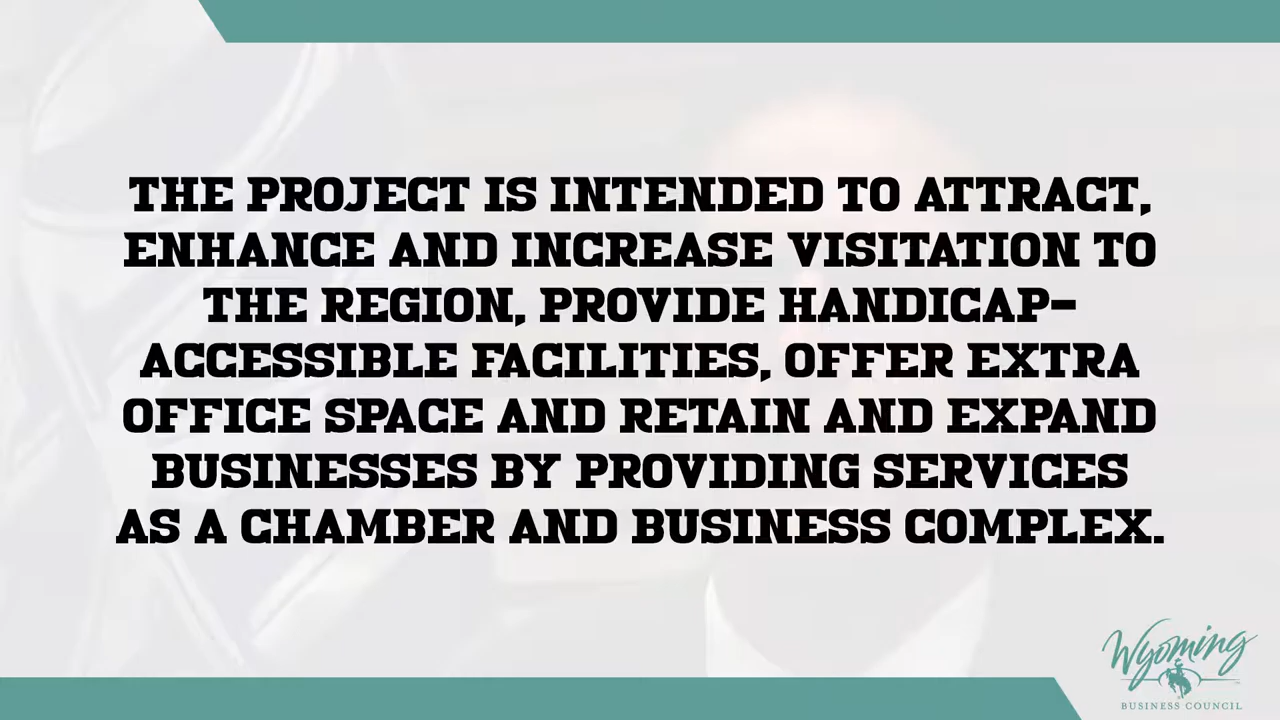 THE PROJECT IS INTENDED TO ATTRACT,
ENHANCE AND INCREASE VISITATION TO
THE REGION, PROVIDE HANDICAP-
ACCESSIBLE FACILITIES, OFFER EXTRA
OFFICE SPACE AND RETAIN AND EXPAND
BUSINESSES BY PROVIDING SERVICES
AS A CHAMBER AND BUSINESS COMPLEX.
Wyoming
BUSINESS COUNCIL